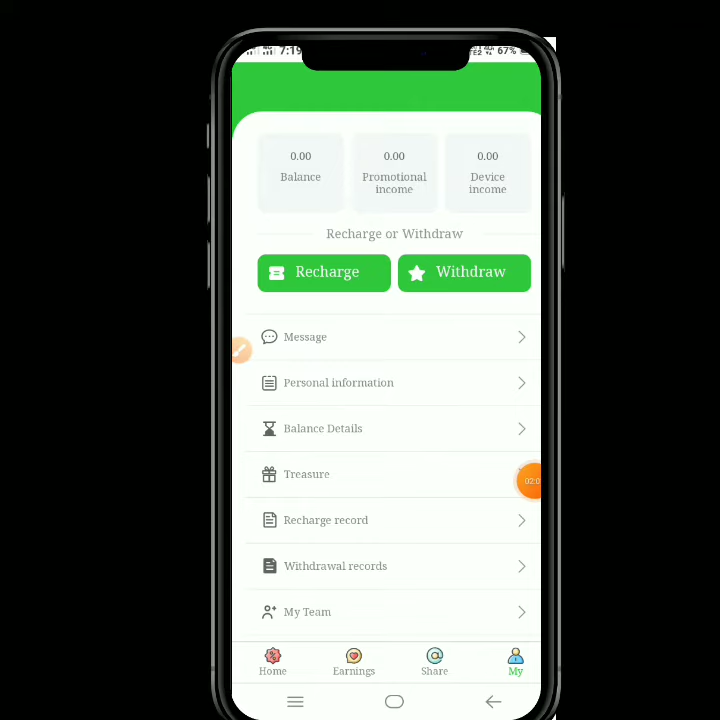 7:19 67%
0.00 0.00 0.00
Balance Promotional income Device income
Recharge or Withdraw
Recharge Withdraw
Message
Personal information
Balance Details
Treasure
Recharge record
Withdrawal records
My Team
Home Earnings Share My